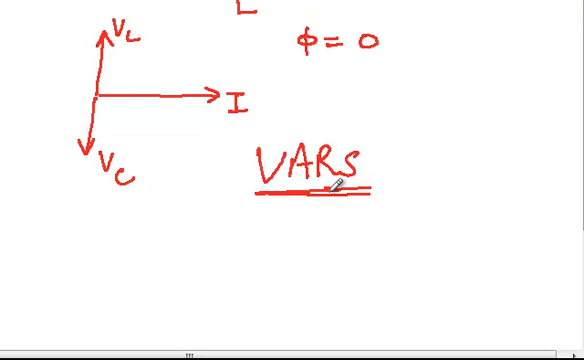 L
V_L
ϕ = 0
I
V_C
VARS